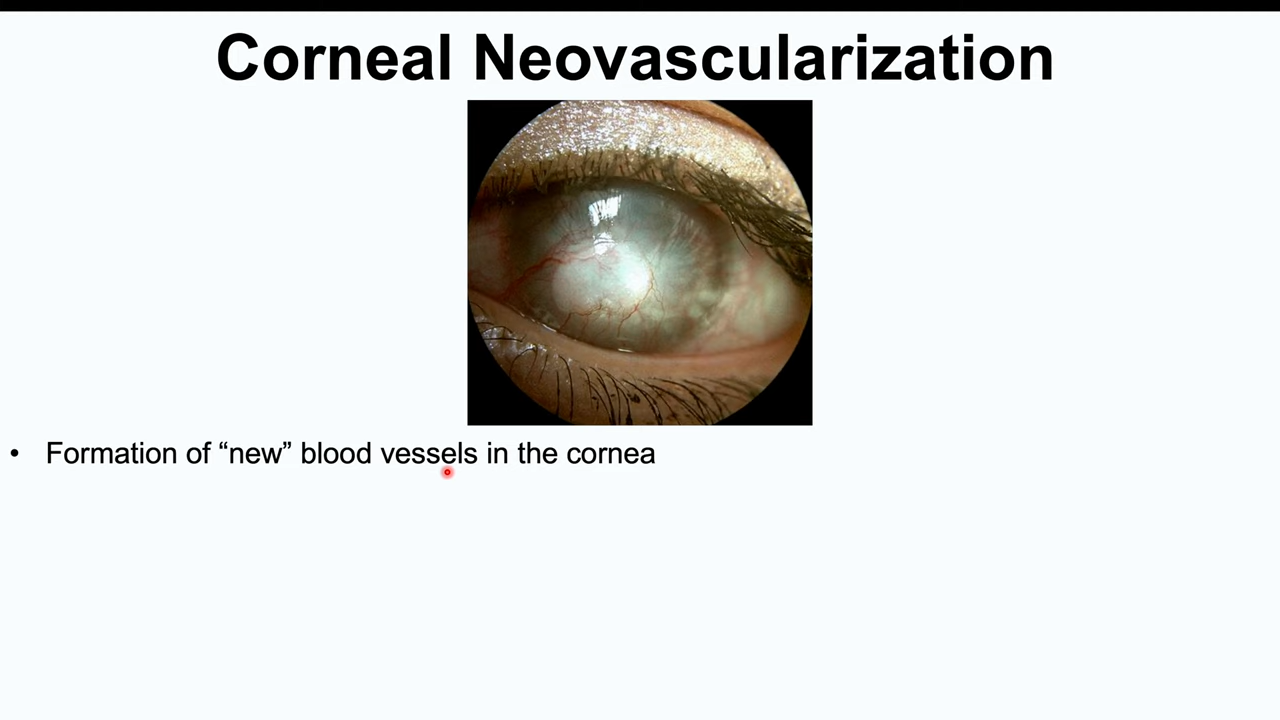 Corneal Neovascularization
• Formation of “new” blood vessels in the cornea